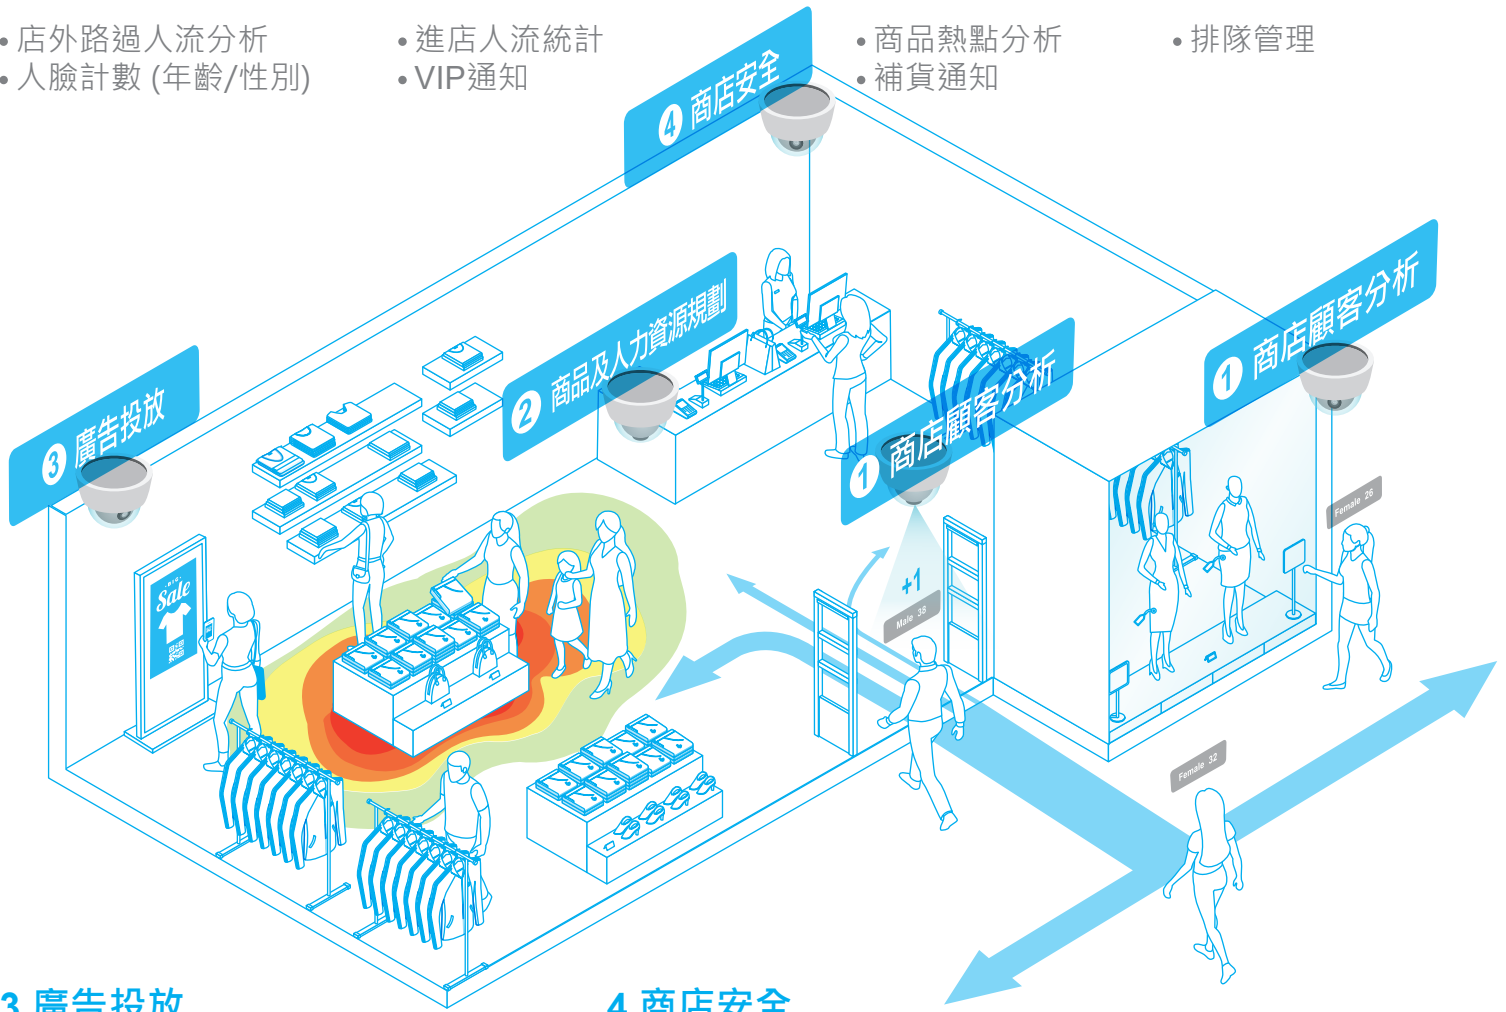 • 店外路過人流分析
• 人臉計數 (年齡/性別)
• 進店人流統計
• VIP通知
• 商品熱點分析
• 補貨通知
• 排隊管理
4 商店安全
1 商店顧客分析
2 商品及人力資源規劃
1 商店顧客分析
3 廣告投放
Female 26
BIG
Sale
+1
Male 38
Female 32
3 廣告投放
4 商店安全